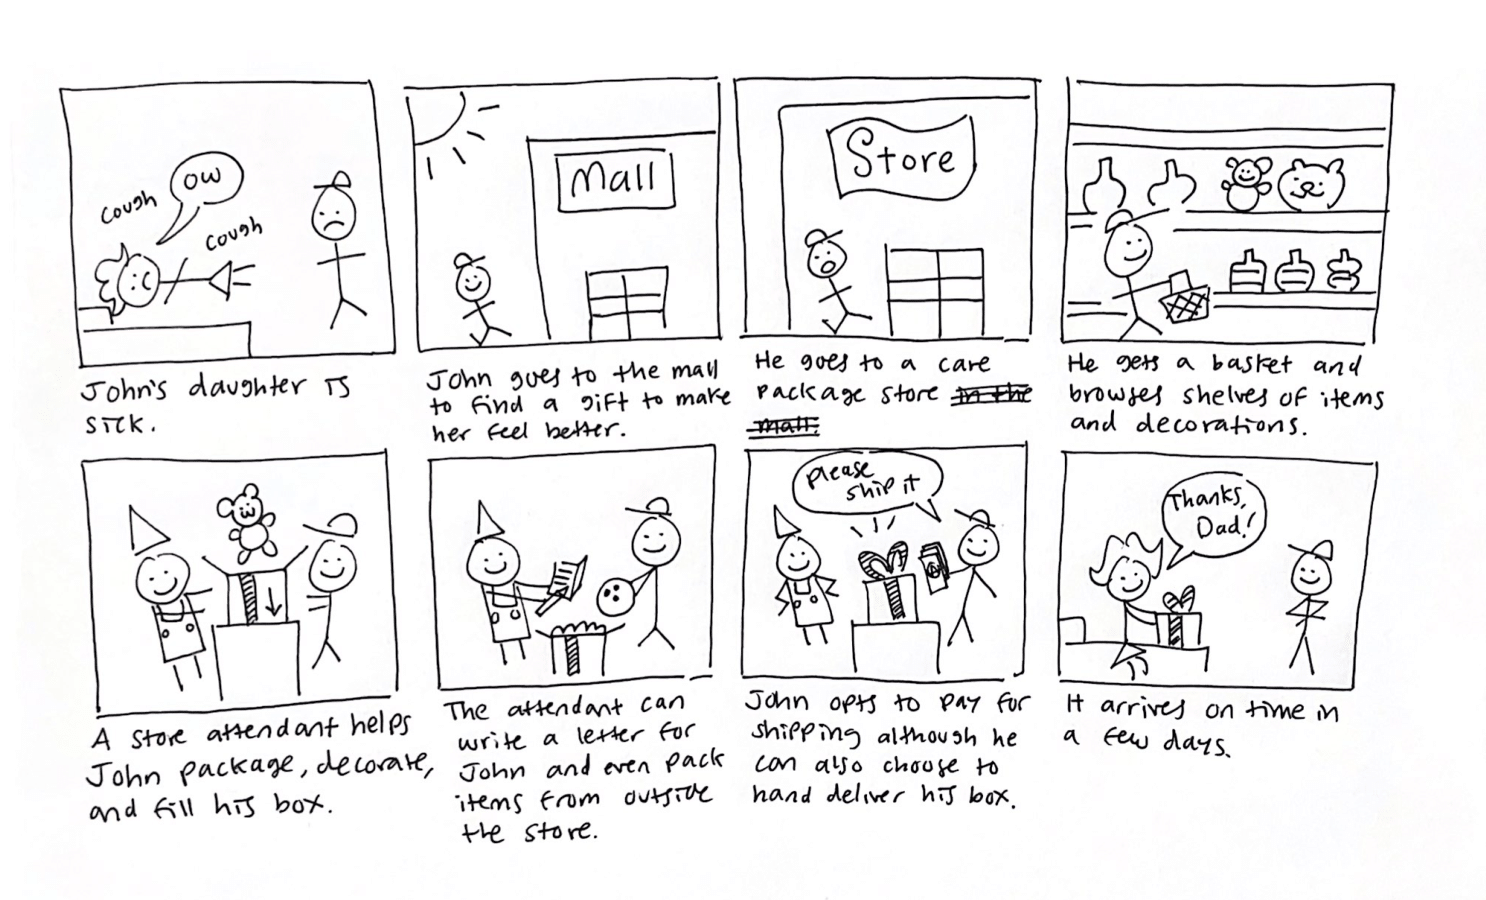 cough
ow
cough
John's daughter is
sick.
Mall
John goes to the mall
to find a gift to make
her feel better.
Store
He goes to a care
package store in the
mall.
He gets a basket and
browses shelves of items
and decorations.
A store attendant helps
John package, decorate,
and fill his box.
The attendant can
write a letter for
John and even pack
items from outside
the store.
please
ship it
John opts to pay for
shipping although he
can also choose to
hand deliver his box.
Thanks,
Dad!
It arrives on time in
a few days.